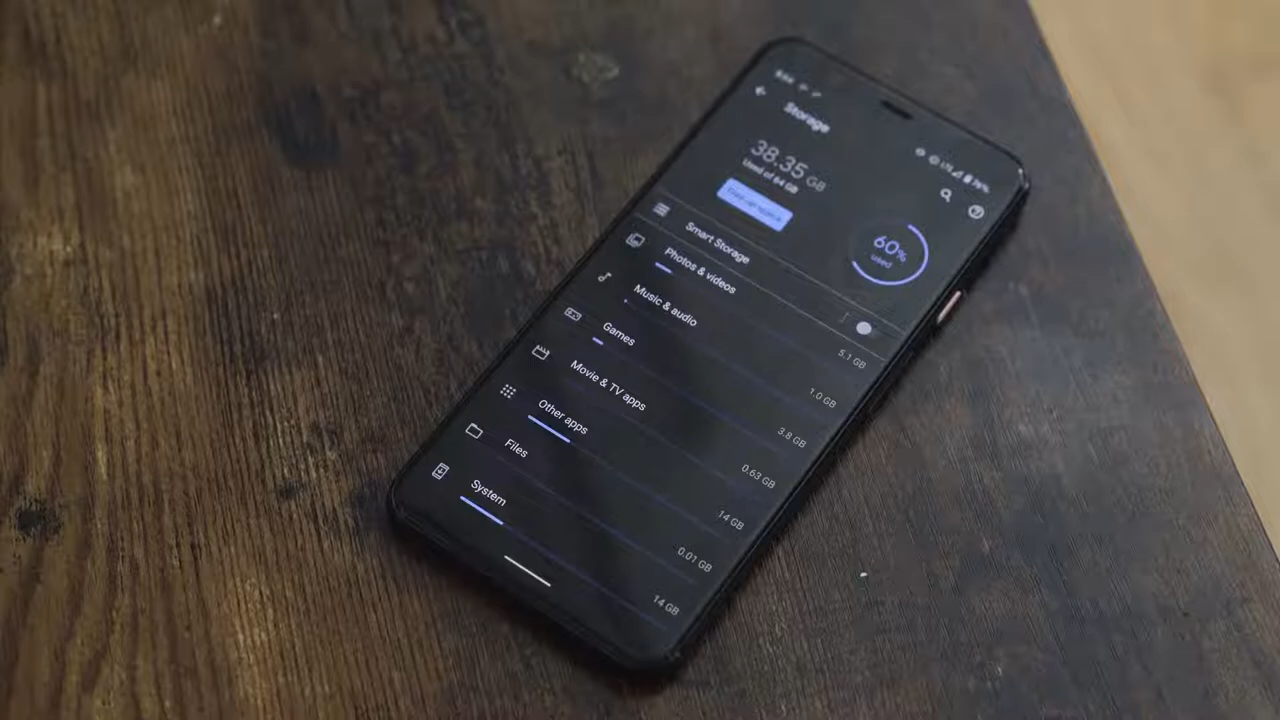 Storage
38.35 GB
Used of 64 GB
60%
used
Smart Storage
Photos & videos
5.1 GB
Music & audio
1.0 GB
Games
3.8 GB
Movie & TV apps
0.63 GB
Other apps
14 GB
Files
0.01 GB
System
14 GB